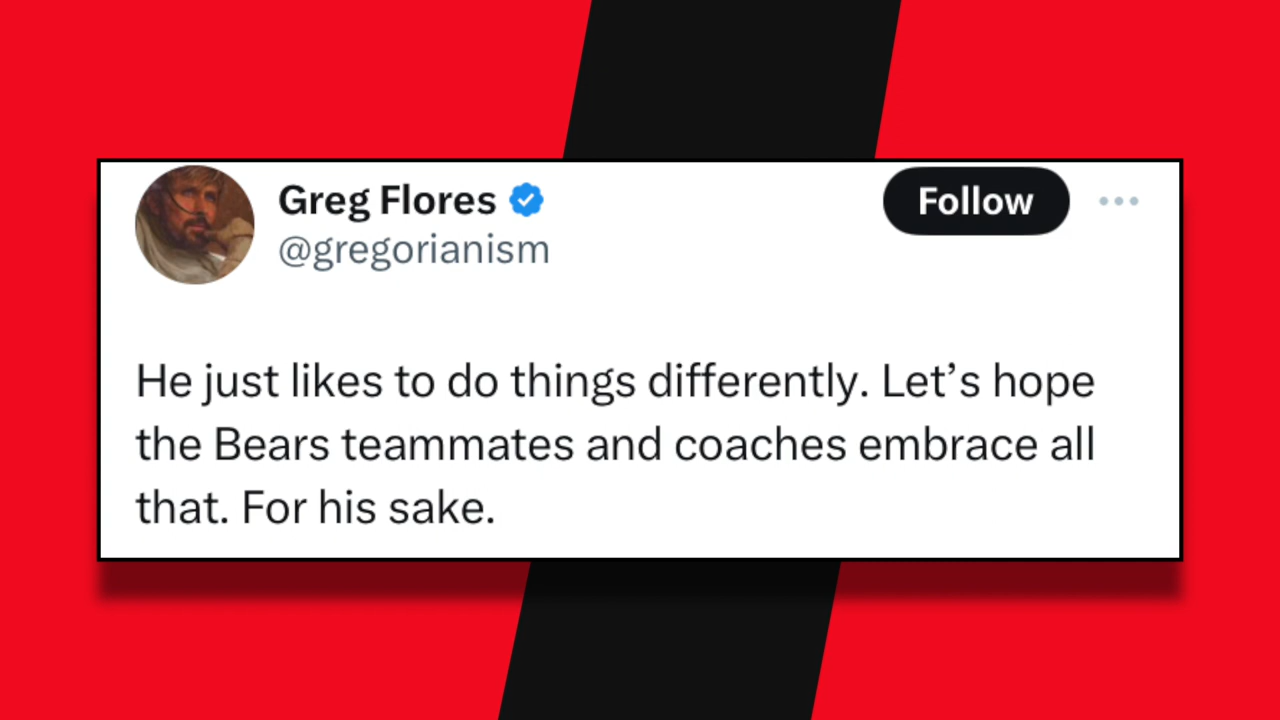 Greg Flores
Follow
@gregorianism
He just likes to do things differently. Let’s hope
the Bears teammates and coaches embrace all
that. For his sake.